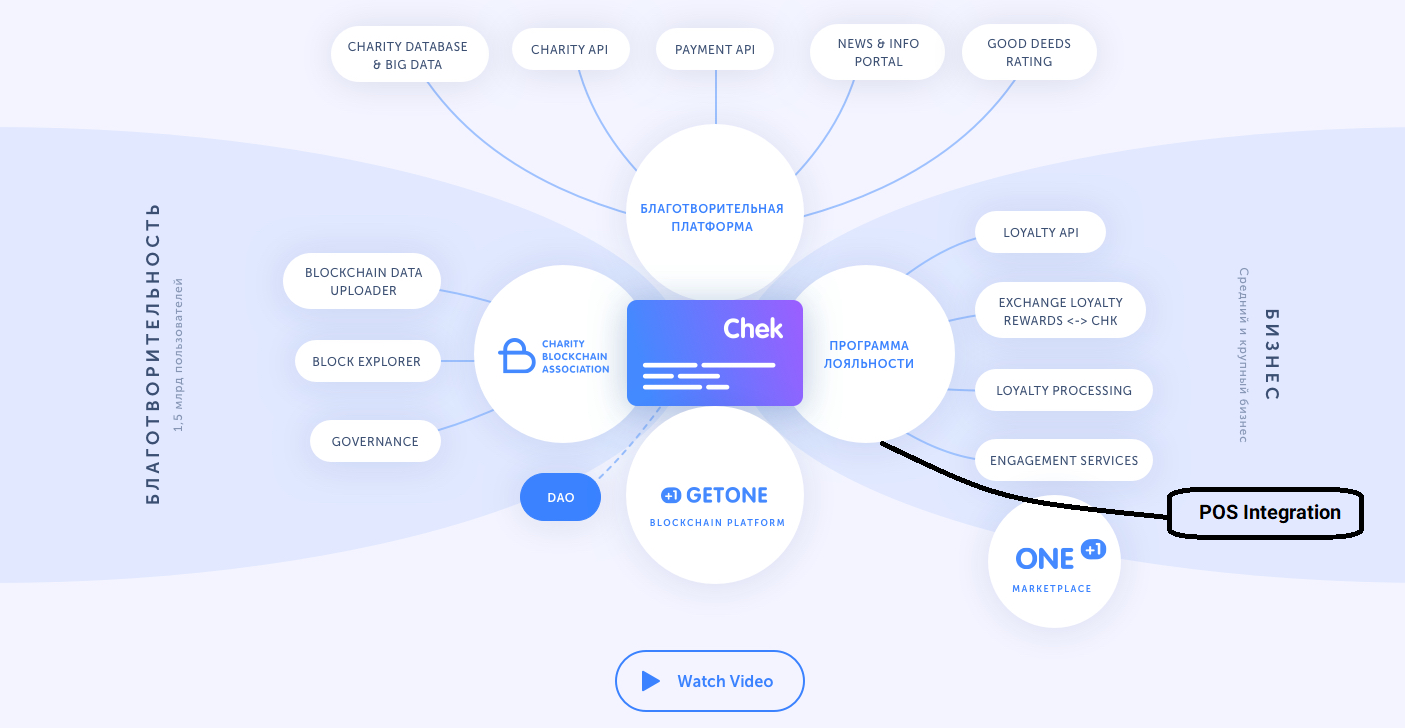 CHARITY DATABASE
& BIG DATA
CHARITY API
PAYMENT API
NEWS & INFO
PORTAL
GOOD DEEDS
RATING
БЛАГОТВОРИТЕЛЬНАЯ
ПЛАТФОРМА
БЛАГОТВОРИТЕЛЬНОСТЬ
1,5 млрд пользователей
BLOCKCHAIN DATA
UPLOADER
BLOCK EXPLORER
GOVERNANCE
CHARITY
BLOCKCHAIN
ASSOCIATION
Chek
ПРОГРАММА
ЛОЯЛЬНОСТИ
LOYALTY API
EXCHANGE LOYALTY
REWARDS <-> CHK
LOYALTY PROCESSING
ENGAGEMENT SERVICES
БИЗНЕС
Средний и крупный бизнес
DAO
+1 GETONE
BLOCKCHAIN PLATFORM
POS Integration
ONE +1
MARKETPLACE
Watch Video